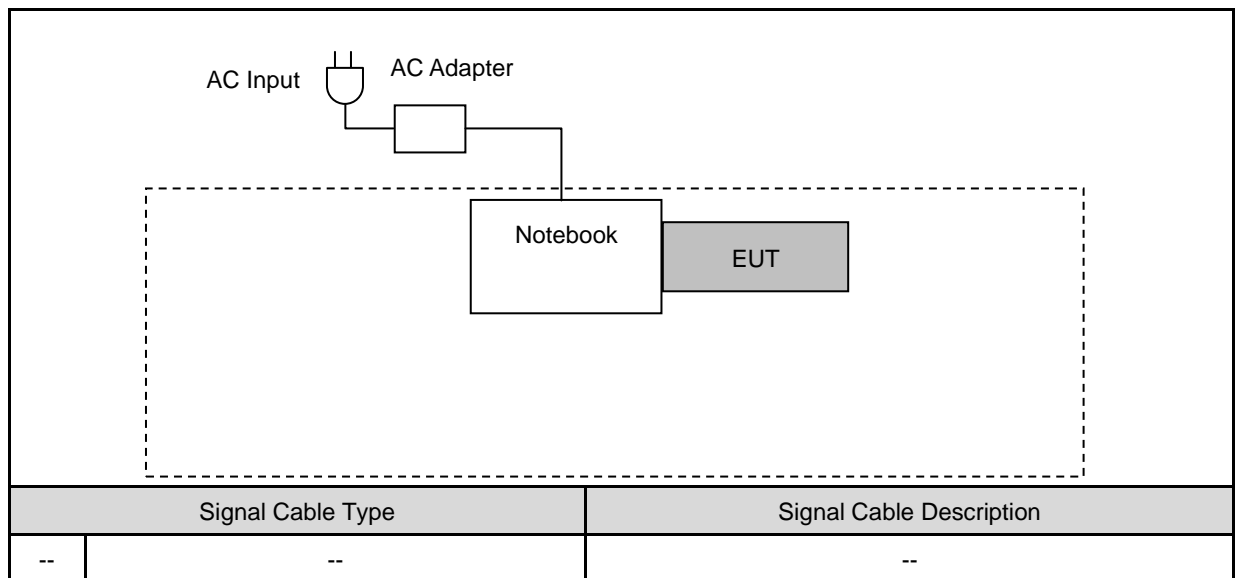 AC Input
AC Adapter
Notebook
EUT
Signal Cable Type
Signal Cable Description
--
--
--